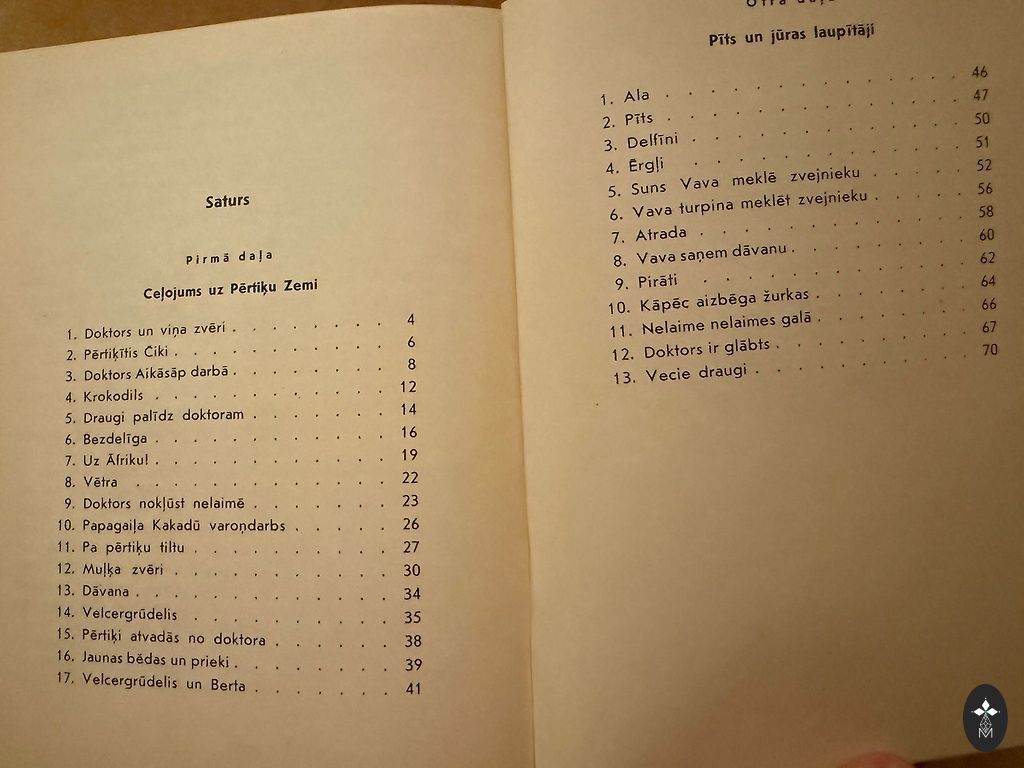 Saturs
Pirmā daļa
Ceļojums uz Pērtiķu Zemi
1. Doktors un viņa zvēri . . . . . . . . 4
2. Pērtiķītis Čiki . . . . . . . . . . 6
3. Doktors Aikāsāp darbā . . . . . . . . 8
4. Krokodils . . . . . . . . . . . 12
5. Draugi palīdz doktoram . . . . . . . 14
6. Bezdelīga . . . . . . . . . . . 16
7. Uz Āfriku! . . . . . . . . . . . 19
8. Vētra . . . . . . . . . . . . 22
9. Doktors nokļūst nelaimē . . . . . . . 23
10. Papagaiļa Kakadū varoņdarbs . . . . . 26
11. Pa pērtiķu tiltu . . . . . . . . . 27
12. Muļķa zvēri . . . . . . . . . . 30
13. Dāvana . . . . . . . . . . . . 34
14. Velcergrūdelis . . . . . . . . . . 35
15. Pērtiķi atvadās no doktora . . . . . . 38
16. Jaunas bēdas un prieki . . . . . . . . 39
17. Velcergrūdelis un Berta . . . . . . . 41
Otra daļa
Pīts un jūras laupītāji
1. Ala . . . . . . . . . . . . . 46
2. Pīts . . . . . . . . . . . . . 47
3. Delfīni . . . . . . . . . . . . 50
4. Ērgļi . . . . . . . . . . . . 51
5. Suns Vava meklē zvejnieku . . . . . 52
6. Vava turpina meklēt zvejnieku . . . . . 56
7. Atrada . . . . . . . . . . . . 58
8. Vava saņem dāvanu . . . . . . . . 60
9. Pirāti . . . . . . . . . . . . 62
10. Kāpēc aizbēga žurkas . . . . . . . 64
11. Nelaime nelaimes galā . . . . . . . 66
12. Doktors ir glābts . . . . . . . . . 67
13. Vecie draugi . . . . . . . . . . 70